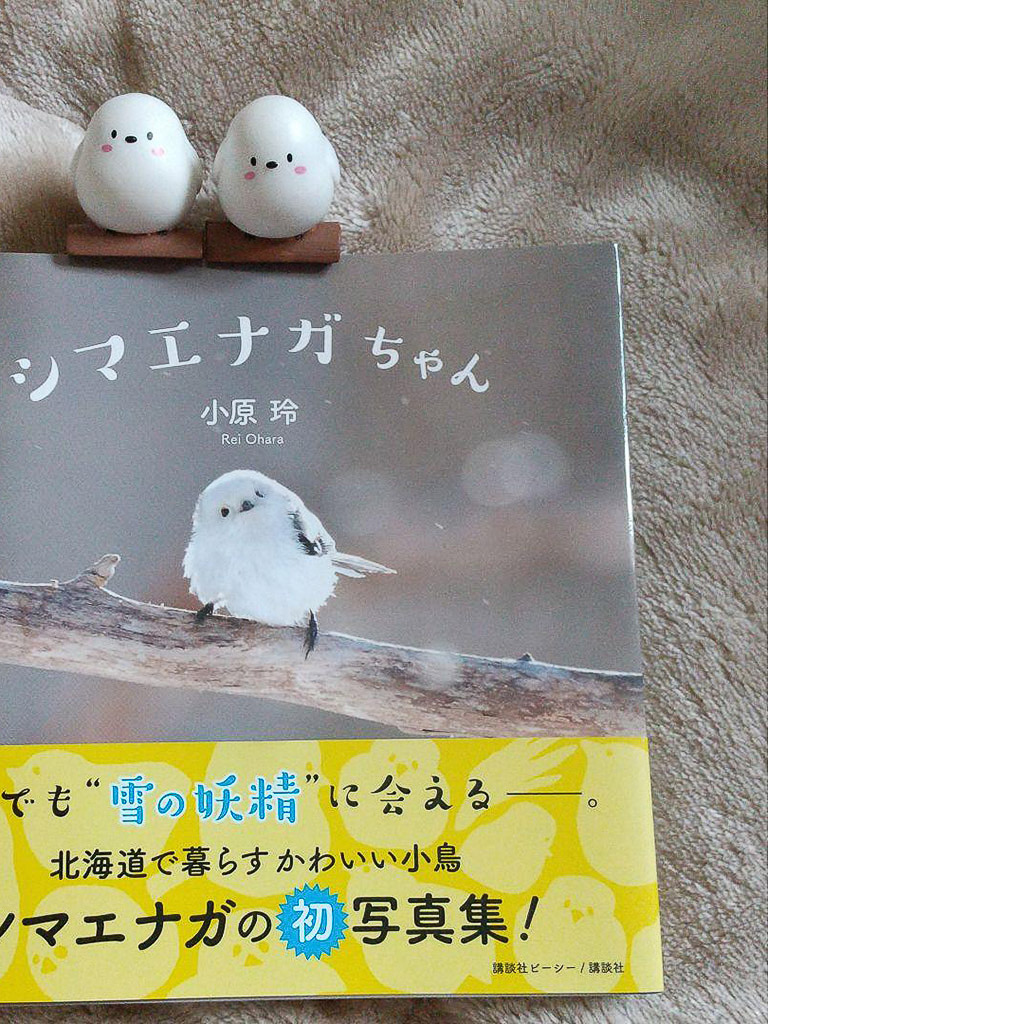 シマエナガちゃん
小原 玲
Rei Ohara
でも“雪の妖精”に会える――。
北海道で暮らすかわいい小鳥
シマエナガの初写真集!
講談社ビーシー/講談社